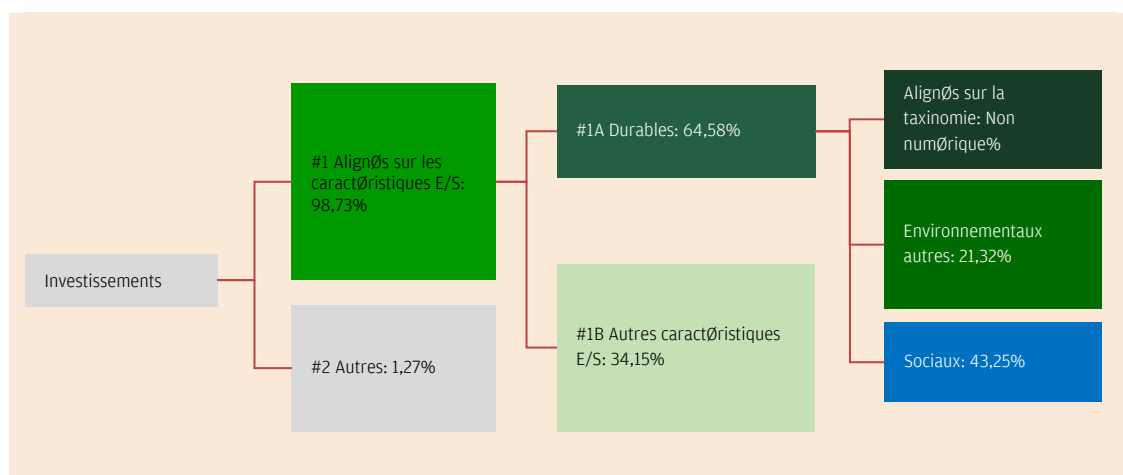 Investissements
#1 AlignØs sur les
caractØristiques E/S:
98,73%
#2 Autres: 1,27%
#1A Durables: 64,58%
#1B Autres caractØristiques
E/S: 34,15%
AlignØs sur la
taxinomie: Non
numØrique%
Environnementaux
autres: 21,32%
Sociaux: 43,25%